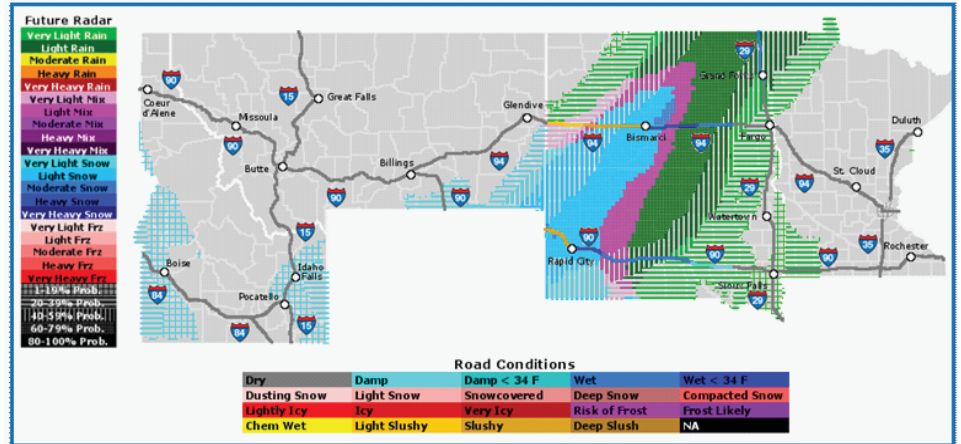 Future Radar
Very Light Rain
Light Rain
Moderate Rain
Heavy Rain
Very Heavy Rain
Very Light Mix
Light Mix
Moderate Mix
Heavy Mix
Very Heavy Mix
Very Light Snow
Light Snow
Moderate Snow
Heavy Snow
Very Heavy Snow
Very Light Frz
Light Frz
Moderate Frz
Heavy Frz
Very Heavy Frz
1-19% Prob.
20-39% Prob.
40-59% Prob.
60-79% Prob.
80-100% Prob.
90
Coeur
d'Alene
Missoula
90
15
Great Falls
Butte
90
Billings
90
94
Glendive
94
Bismarck
94
29
Grand Forks
Fargo
Duluth
35
94
St. Cloud
29
Watertown
35
Rochester
90
90
Sioux Falls
29
90
Rapid City
15
Boise
84
Idaho
Falls
Pocatello
84
15
Road Conditions
Dry Damp Damp < 34 F Wet Wet < 34 F
Dusting Snow Light Snow Snowcovered Deep Snow Compacted Snow
Lightly Icy Icy Very Icy Risk of Frost Frost Likely
Chem Wet Light Slushy Slushy Deep Slush NA